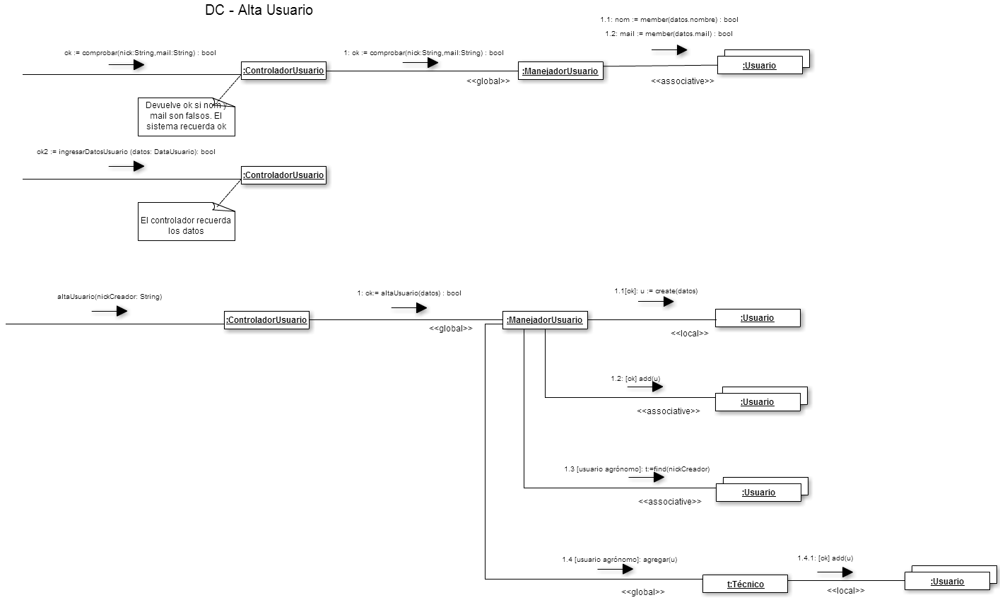 DC - Alta Usuario
1.1: nom := member(datos.nombre) : bool
1.2: mail := member(datos.mail) : bool
ok := comprobar(nick:String,mail:String) : bool
1: ok := comprobar(nick:String,mail:String) : bool
:ControladorUsuario
:ManejadorUsuario
:Usuario
<<global>>
<<associative>>
Devuelve ok si nom y
mail son falsos. El
sistema recuerda ok
ok2 := ingresarDatosUsuario (datos: DataUsuario): bool
:ControladorUsuario
El controlador recuerda
los datos
altaUsuario(nickCreador: String)
1: ok:= altaUsuario(datos) : bool
1.1[ok]: u := create(datos)
:ControladorUsuario
:ManejadorUsuario
:Usuario
<<global>>
<<local>>
1.2: [ok] add(u)
:Usuario
<<associative>>
1.3 [usuario agrónomo]: t:=find(nickCreador)
:Usuario
<<associative>>
1.4 [usuario agrónomo]: agregar(u)
1.4.1: [ok] add(u)
t:Técnico
:Usuario
<<global>>
<<local>>